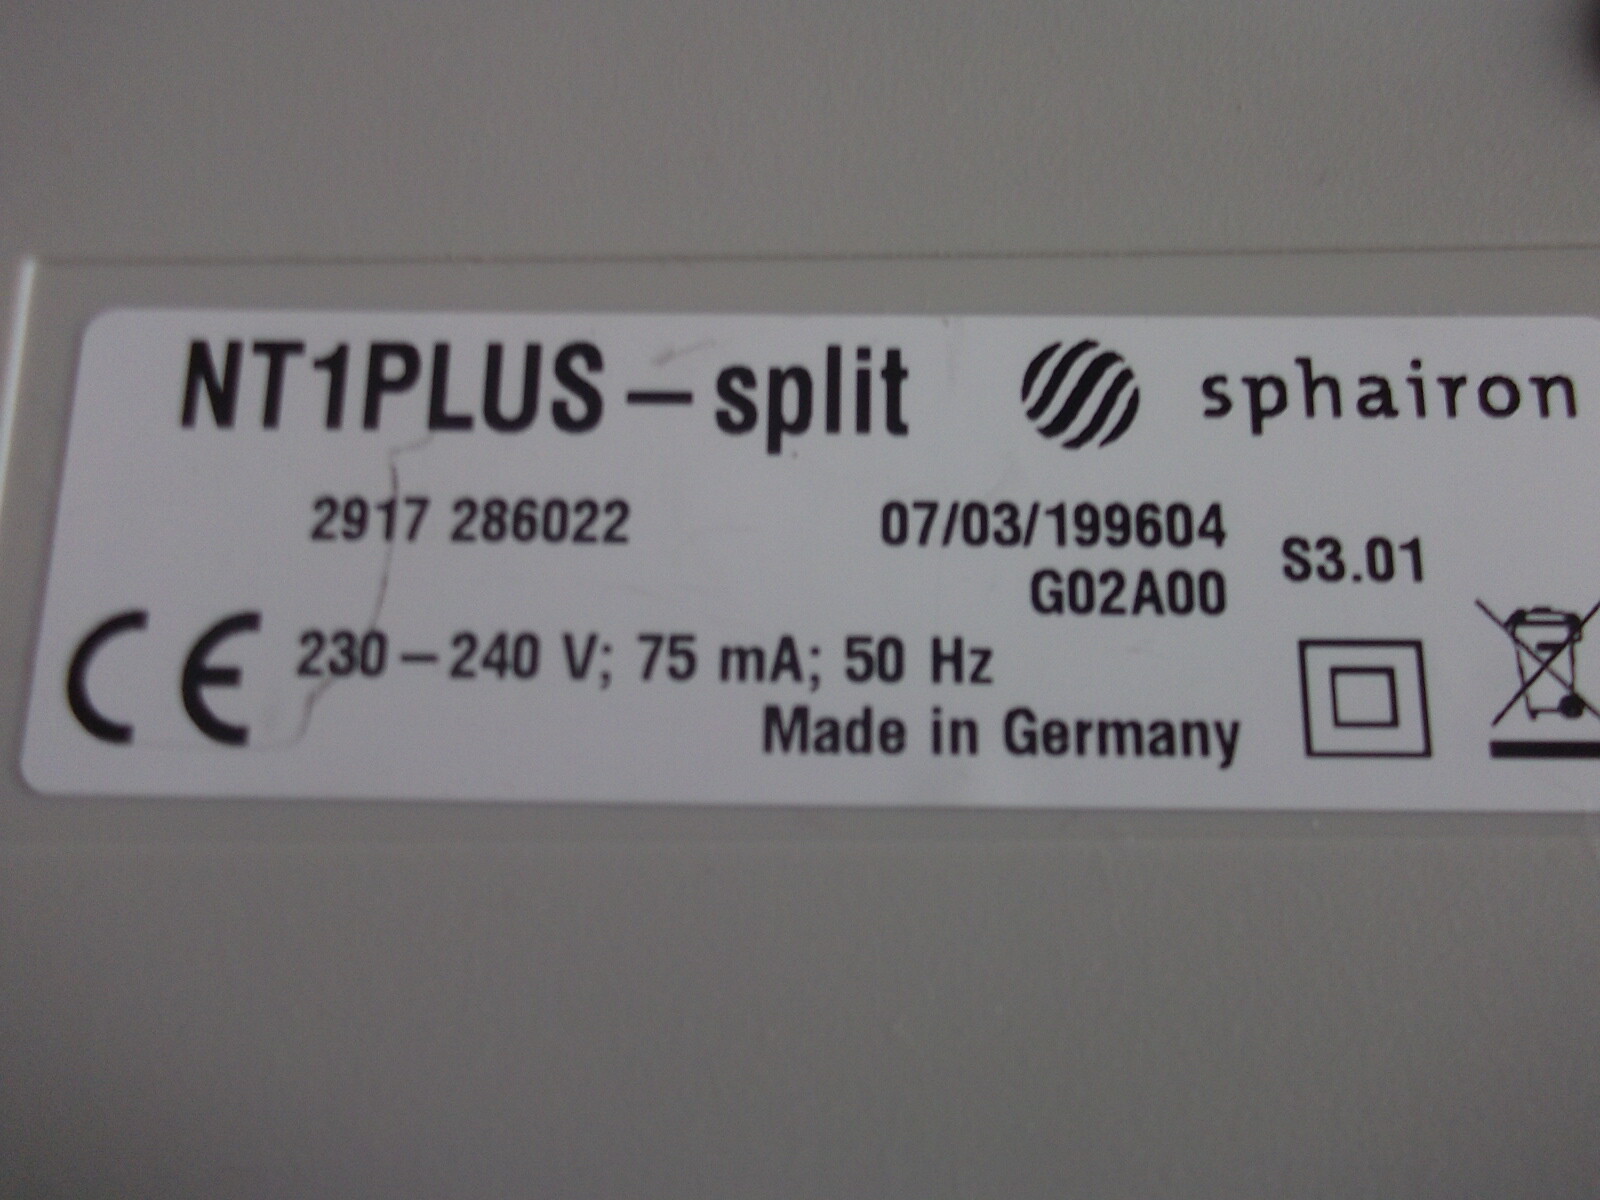 NT1PLUS – split sphairon
2917 286022 07/03/199604
G02A00 S3.01
CE 230 – 240 V; 75 mA; 50 Hz
Made in Germany